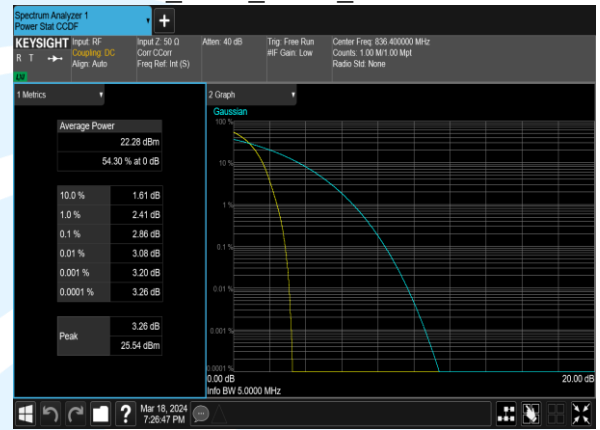 Spectrum Analyzer 1
Power Stat CCDF
KEYSIGHT
R T
LV
Input: RF
Coupling: DC
Align: Auto
Input Z: 50 Ω
Corr CCorr
Freq Ref: Int (S)
Atten: 40 dB
Trig: Free Run
#IF Gain: Low
Center Freq: 836.400000 MHz
Counts: 1.00 M/1.00 Mpt
Radio Std: None
1 Metrics
Average Power
22.28 dBm
54.30 % at 0 dB
10.0 % 1.61 dB
1.0 % 2.41 dB
0.1 % 2.86 dB
0.01 % 3.08 dB
0.001 % 3.20 dB
0.0001 % 3.26 dB
Peak
3.26 dB
25.54 dBm
2 Graph
Gaussian
100 %
10 %
1 %
0.1 %
0.01 %
0.001 %
0.0001 %
0.00 dB 20.00 dB
Info BW 5.0000 MHz
Mar 18, 2024
7:26:47 PM